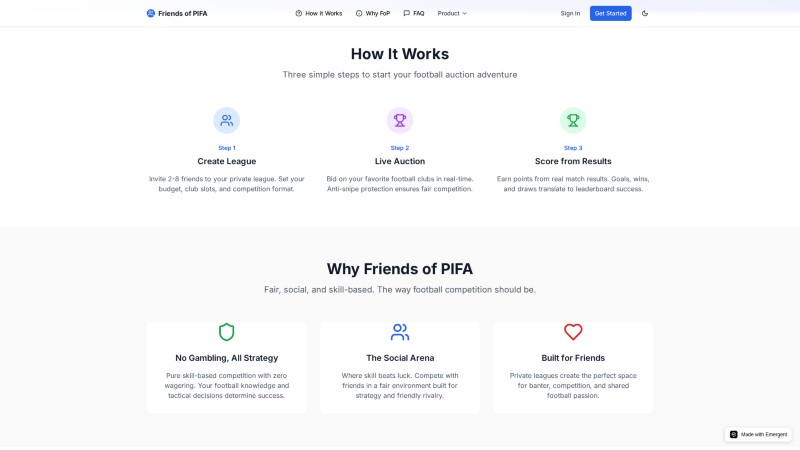 Friends of PIFA
How It Works
Why FoP
FAQ
Product
Sign In
Get Started
How It Works
Three simple steps to start your football auction adventure
Step 1
Create League
Invite 2-8 friends to your private league. Set your
budget, club slots, and competition format.
Step 2
Live Auction
Bid on your favorite football clubs in real-time.
Anti-snipe protection ensures fair competition.
Step 3
Score from Results
Earn points from real match results. Goals, wins,
and draws translate to leaderboard success.
Why Friends of PIFA
Fair, social, and skill-based. The way football competition should be.
No Gambling, All Strategy
Pure skill-based competition with zero
wagering. Your football knowledge and
tactical decisions determine success.
The Social Arena
Where skill beats luck. Compete with
friends in a fair environment built for
strategy and friendly rivalry.
Built for Friends
Private leagues create the perfect space
for banter, competition, and shared
football passion.
Made with Emergent